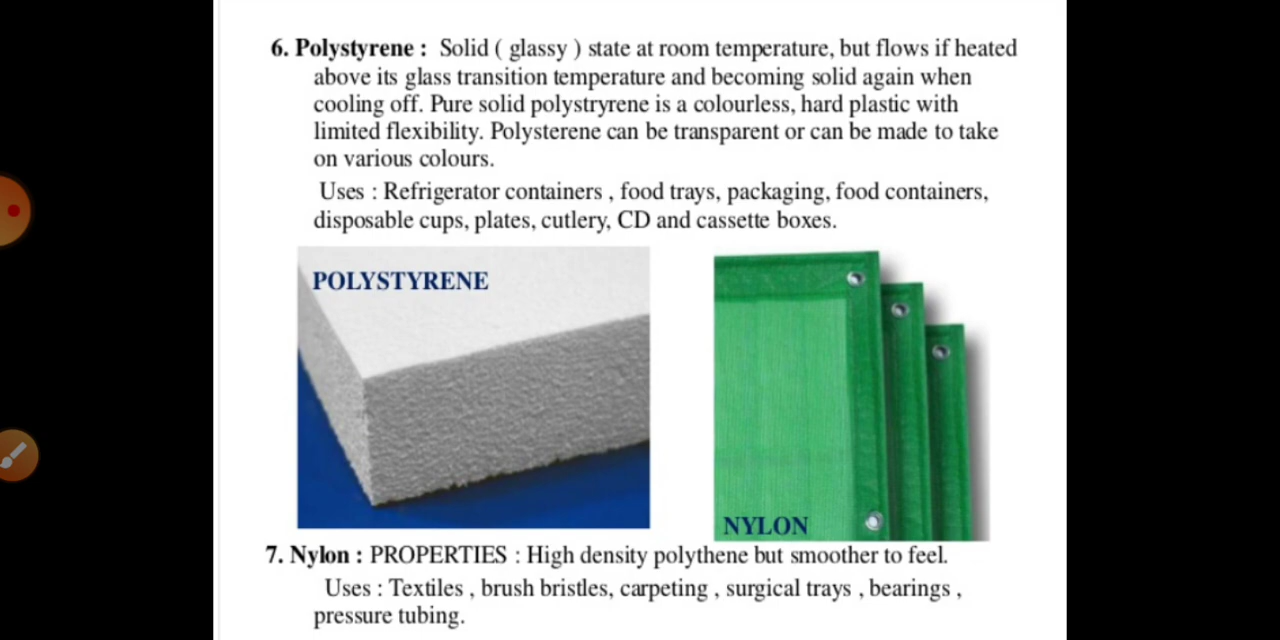 6. Polystyrene : Solid ( glassy ) state at room temperature, but flows if heated
above its glass transition temperature and becoming solid again when
cooling off. Pure solid polystryrene is a colourless, hard plastic with
limited flexibility. Polysterene can be transparent or can be made to take
on various colours.
Uses : Refrigerator containers , food trays, packaging, food containers,
disposable cups, plates, cutlery, CD and cassette boxes.
POLYSTYRENE
NYLON
7. Nylon : PROPERTIES : High density polythene but smoother to feel.
Uses : Textiles , brush bristles, carpeting , surgical trays , bearings ,
pressure tubing.